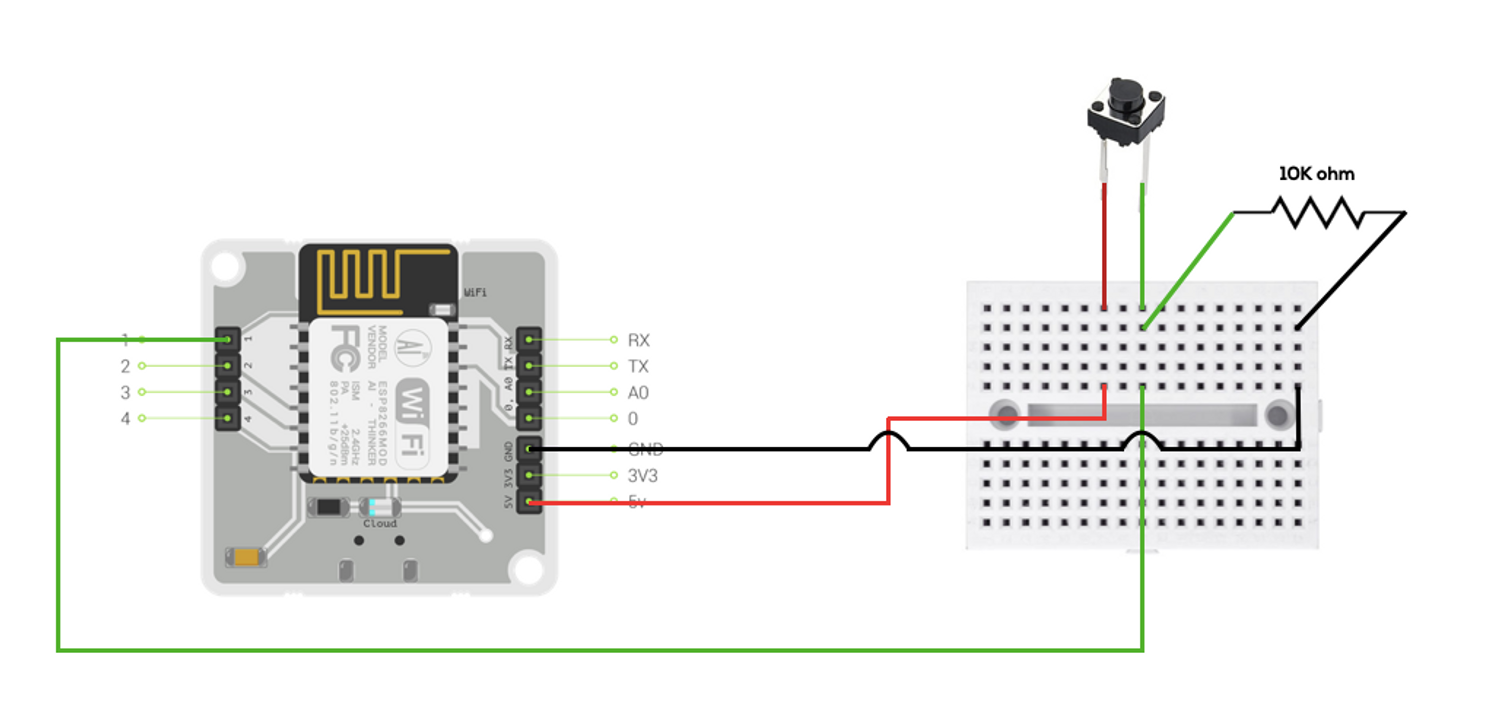 10K ohm
WiFi
1
2
3
4
1
2
3
4
MODEL
VENDOR
ESP8266MOD
AI - THINKER
ISM 2.4GHz
PA +25dBm
802.11b/g/n
FC
AI
WiFi
RX
TX
A0
0
GND
3V3
5V
RX
TX
A0
0
GND
3V3
5v
Cloud